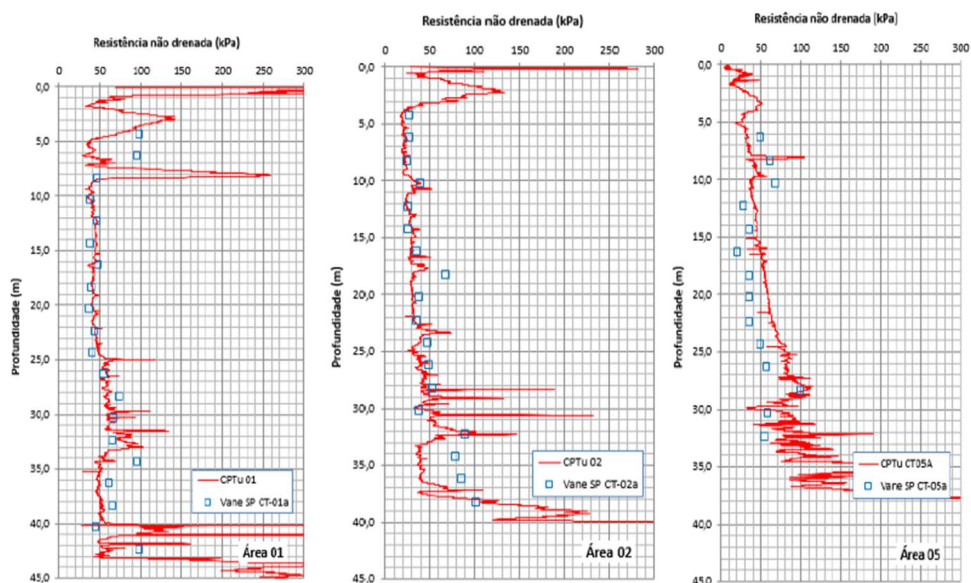 Resistência não drenada (kPa)
0 50 100 150 200 250 300
0,0
5,0
10,0
15,0
20,0
25,0
30,0
35,0
40,0
45,0
Profundidade (m)
CPTu 01
Vane SP CT-01a
Área 01
Resistência não drenada (kPa)
0 50 100 150 200 250 300
0,0
5,0
10,0
15,0
20,0
25,0
30,0
35,0
40,0
45,0
Profundidade (m)
CPTu 02
Vane SP CT-02a
Área 02
Resistência não drenada (kPa)
0 50 100 150 200 250 300
0,0
5,0
10,0
15,0
20,0
25,0
30,0
35,0
40,0
45,0
Profundidade (m)
CPTu CT05A
Vane SP CT-05a
Área 05